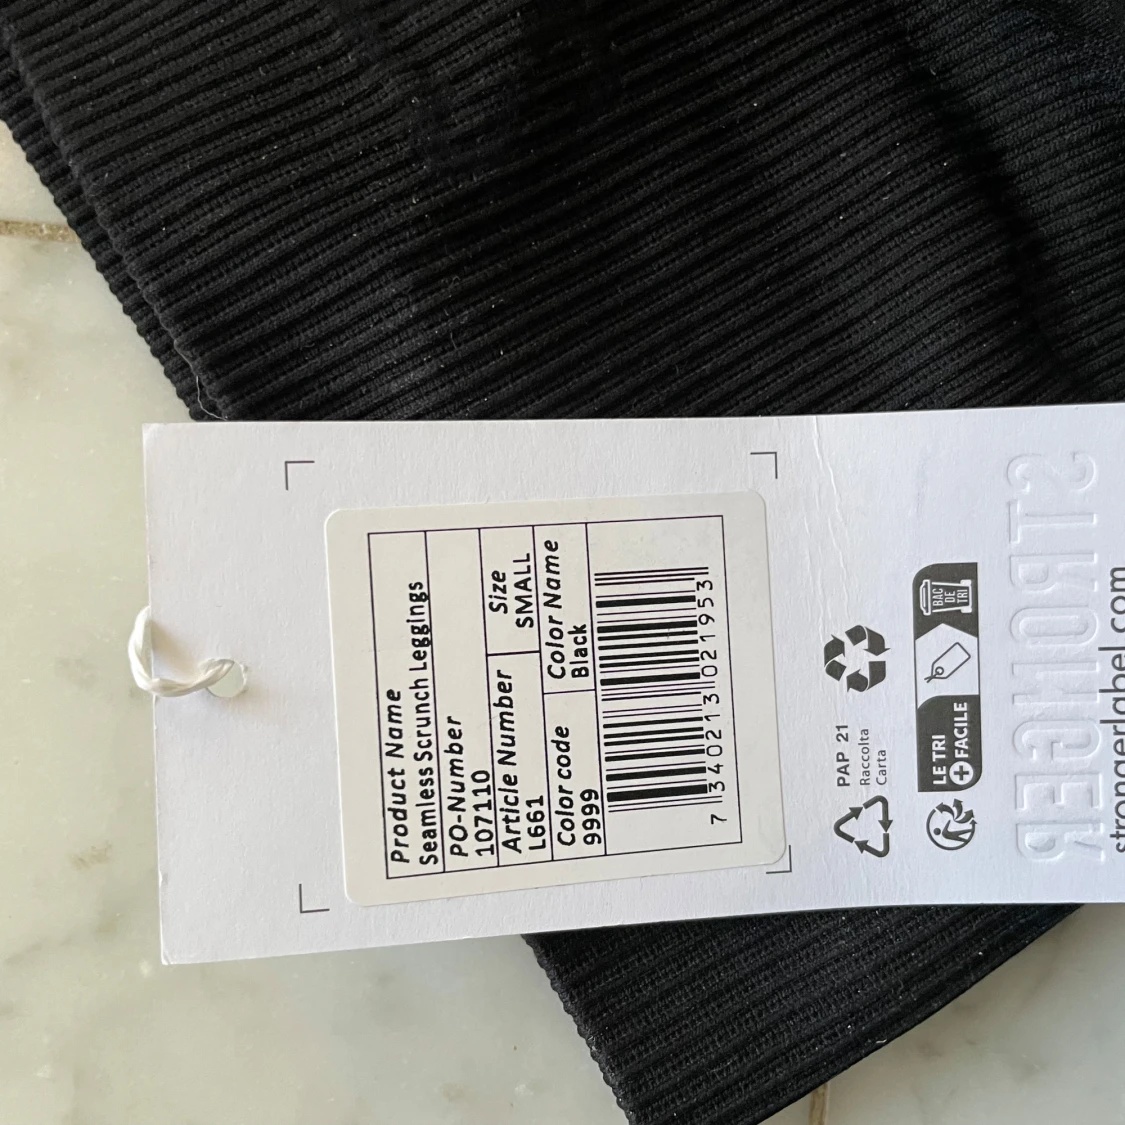 Product Name
Seamless Scrunch Leggings
PO-Number
107110
Article Number
L661
Size
SMALL
Color code
9999
Color Name
Black
7 340213 021953
PAP 21
Raccolta
Carta
LE TRI
+ FACILE
BAC
DE
TRI
STRONGER
strongerlabel.com